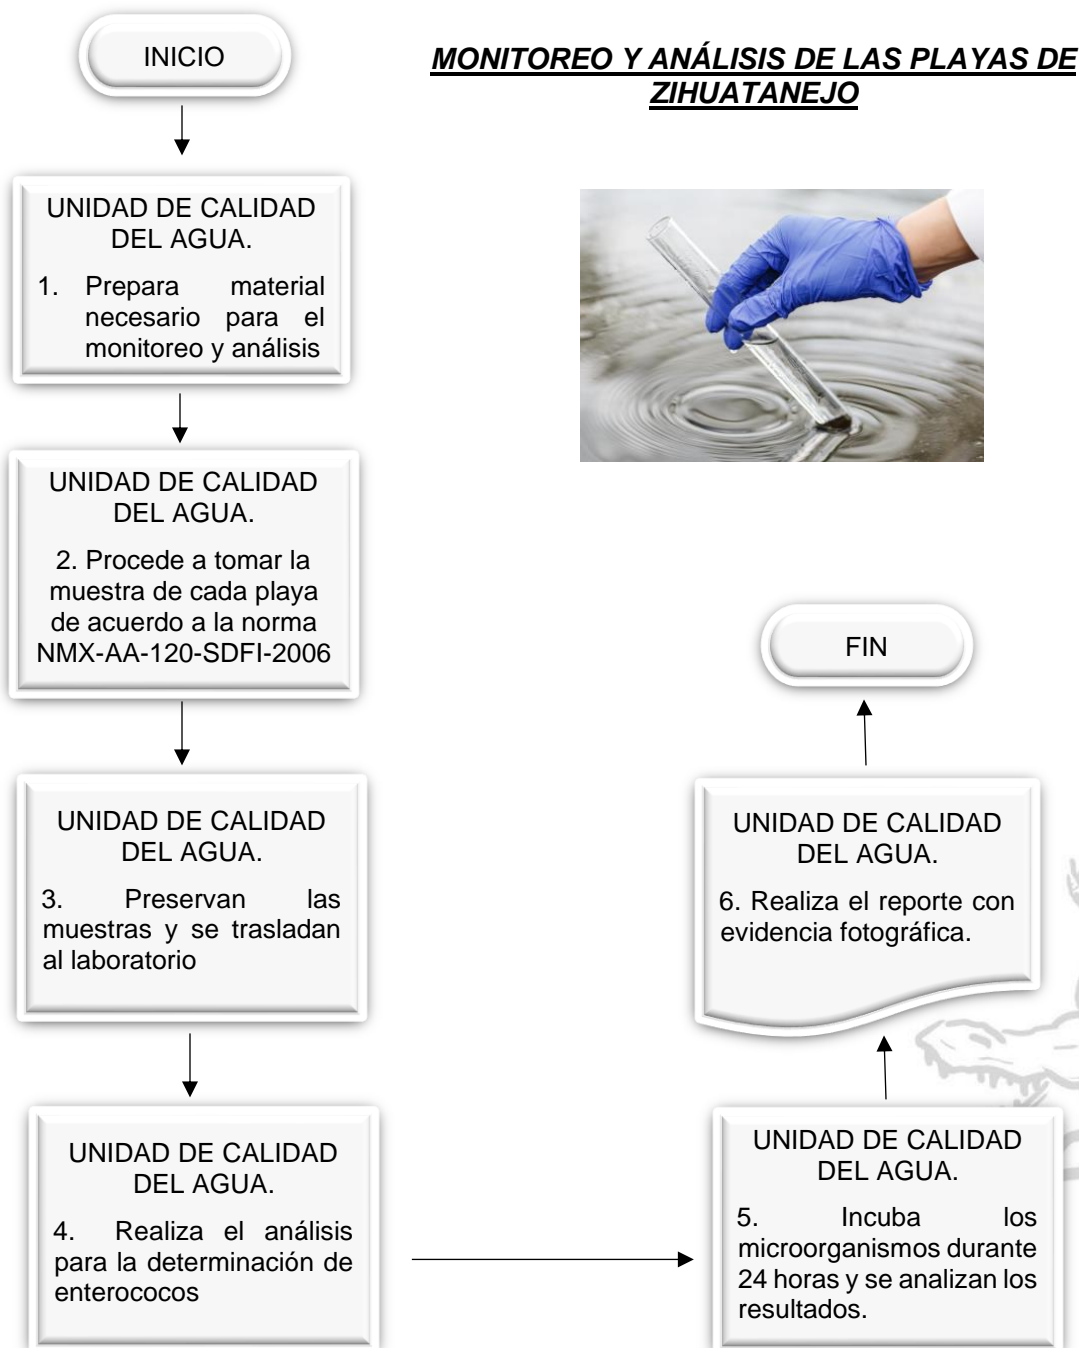 INICIO
MONITOREO Y ANÁLISIS DE LAS PLAYAS DE
ZIHUATANEJO
UNIDAD DE CALIDAD
DEL AGUA.
1. Prepara material
necesario para el
monitoreo y análisis
UNIDAD DE CALIDAD
DEL AGUA.
2. Procede a tomar la
muestra de cada playa
de acuerdo a la norma
NMX-AA-120-SDFI-2006
UNIDAD DE CALIDAD
DEL AGUA.
3. Preservan las
muestras y se trasladan
al laboratorio
UNIDAD DE CALIDAD
DEL AGUA.
4. Realiza el análisis
para la determinación de
enterococos
UNIDAD DE CALIDAD
DEL AGUA.
5. Incuba los
microorganismos durante
24 horas y se analizan los
resultados.
UNIDAD DE CALIDAD
DEL AGUA.
6. Realiza el reporte con
evidencia fotográfica.
FIN